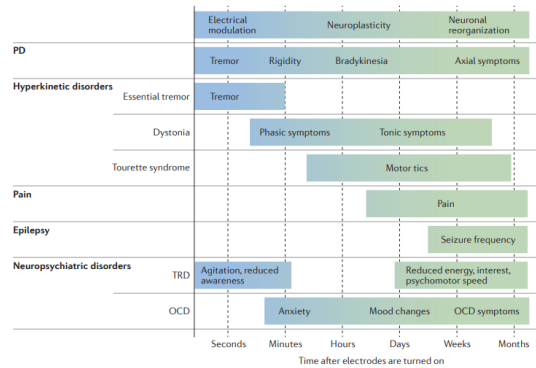 Electrical modulation
Neuroplasticity
Neuronal reorganization
PD
Tremor
Rigidity
Bradykinesia
Axial symptoms
Hyperkinetic disorders
Essential tremor
Tremor
Dystonia
Phasic symptoms
Tonic symptoms
Tourette syndrome
Motor tics
Pain
Pain
Epilepsy
Seizure frequency
Neuropsychiatric disorders
TRD
Agitation, reduced awareness
Reduced energy, interest, psychomotor speed
OCD
Anxiety
Mood changes
OCD symptoms
Seconds
Minutes
Hours
Days
Weeks
Months
Time after electrodes are turned on